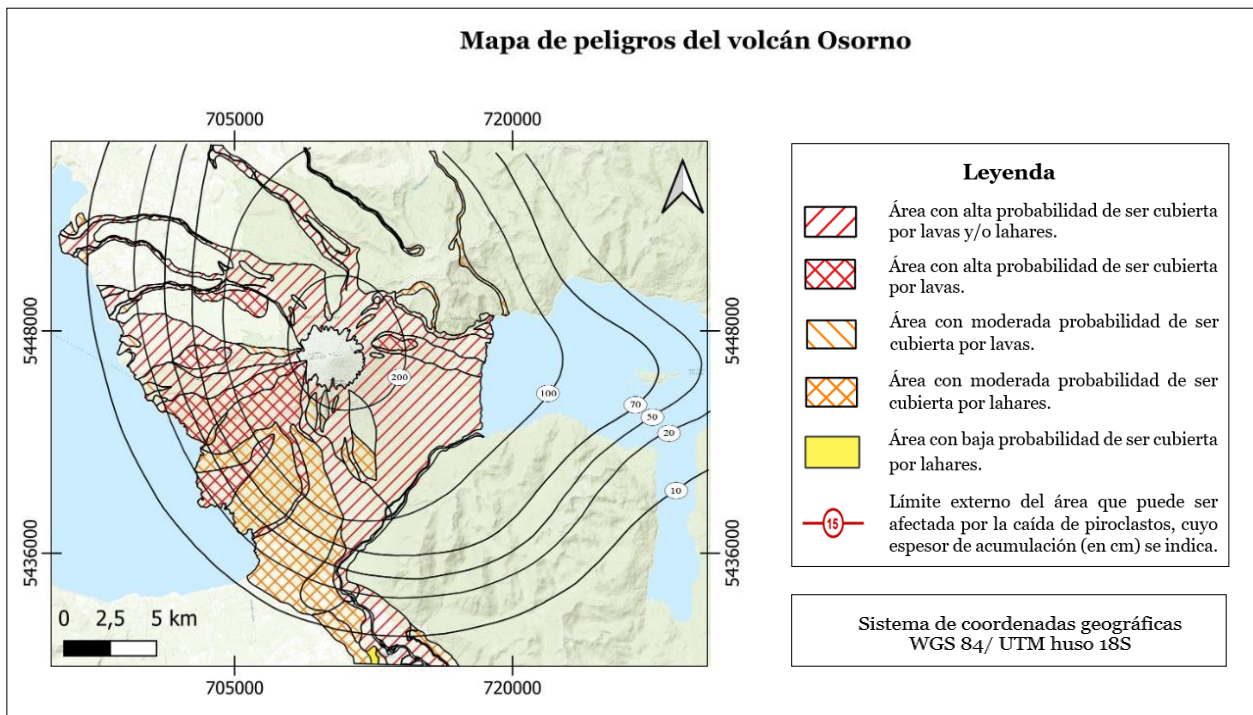 Mapa de peligros del volcán Osorno
705000
720000
5448000
5448000
200
100
70
50
20
10
5436000
5436000
0 2,5 5 km
705000
720000
Leyenda
Área con alta probabilidad de ser cubierta
por lavas y/o lahares.
Área con alta probabilidad de ser cubierta
por lavas.
Área con moderada probabilidad de ser
cubierta por lavas.
Área con moderada probabilidad de ser
cubierta por lahares.
Área con baja probabilidad de ser cubierta
por lahares.
15
Límite externo del área que puede ser
afectada por la caída de piroclastos, cuyo
espesor de acumulación (en cm) se indica.
Sistema de coordenadas geográficas
WGS 84/ UTM huso 18S